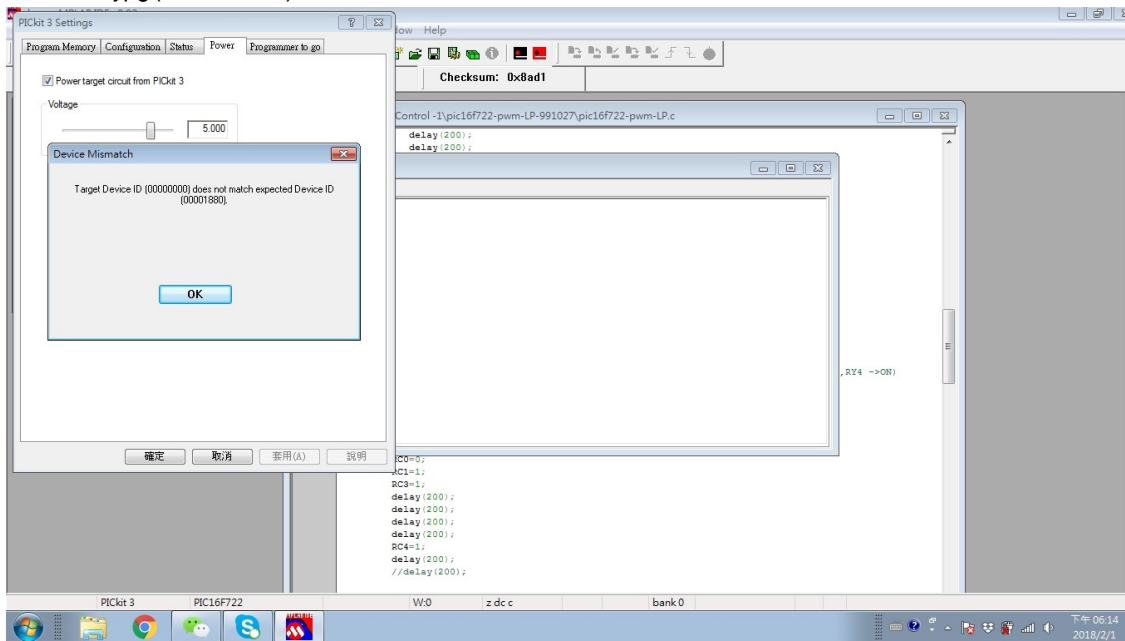 PICkit 3 Settings
Help
Program Memory
Configuration
Status
Power
Programmer to go
Checksum: 0x8ad1
Power target circuit from PICkit 3
Voltage
5.000
Control -1\pic16f722-pwm-LP-991027\pic16f722-pwm-LP.c
delay(200);
delay(200);
Device Mismatch
Target Device ID (00000000) does not match expected Device ID
(00001880).
OK
,RY4 ->ON)
確定
取消
套用(A)
說明
RC0=0;
RC1=1;
RC3=1;
delay(200);
delay(200);
delay(200);
delay(200);
RC4=1;
delay(200);
//delay(200);
PICkit 3
PIC16F722
W:0
z dc c
bank 0
下午 06:14
2018/2/1